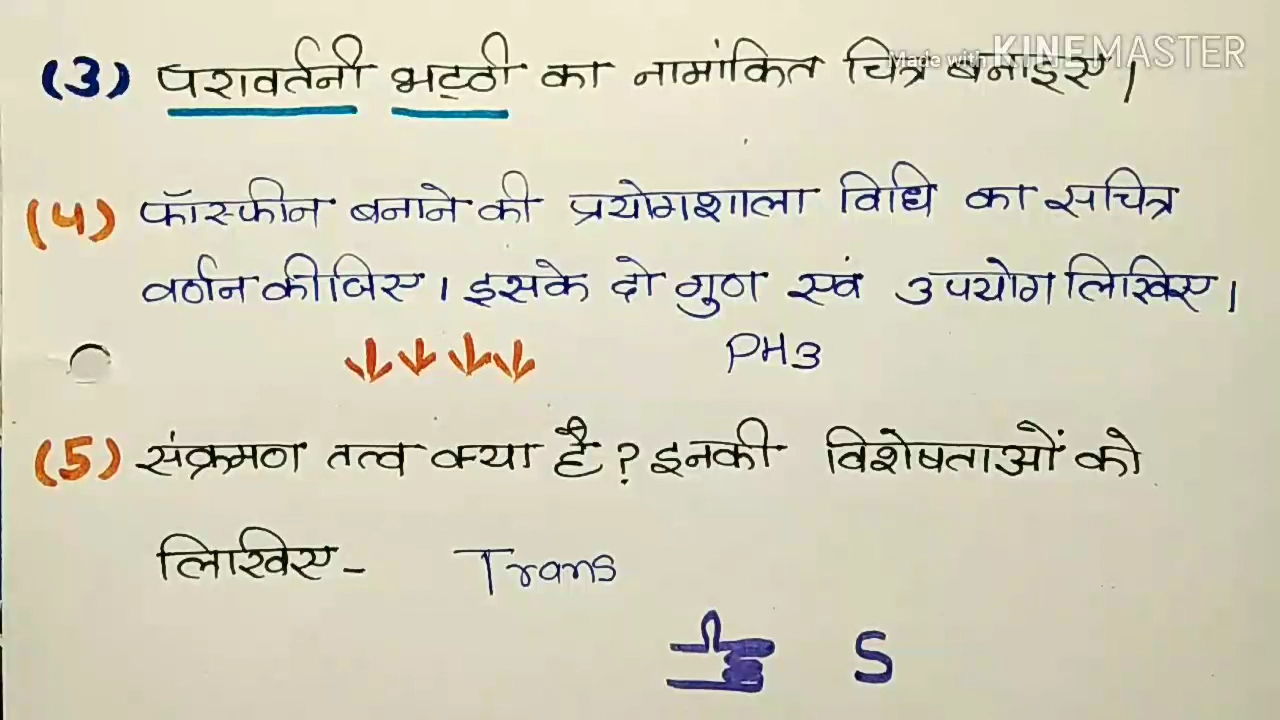 Made with KINEMASTER
(3) परावर्तनी भट्ठी का नामांकित चित्र बनाइए।
(4) फॉस्फीन बनाने की प्रयोगशाला विधि का सचित्र
वर्णन कीजिए। इसके दो गुण एवं उपयोग लिखिए।
PH3
(5) संक्रमण तत्व क्या है? इनकी विशेषताओं को
लिखिए-
Trans
S